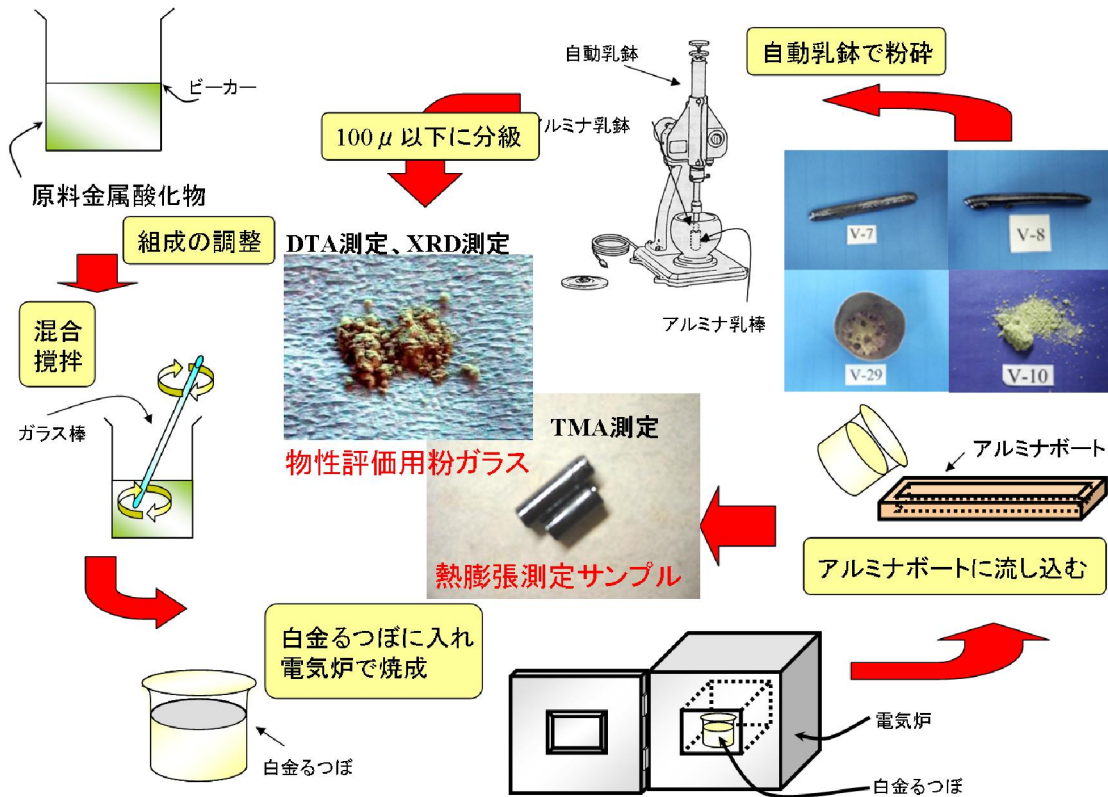 ビーカー
原料金属酸化物
組成の調整
混合
撹拌
ガラス棒
白金るつぼに入れ
電気炉で焼成
白金るつぼ
電気炉
白金るつぼ
アルミナボートに流し込む
アルミナボート
V-7
V-8
V-29
V-10
自動乳鉢で粉砕
自動乳鉢
アルミナ乳鉢
アルミナ乳棒
100μ以下に分級
DTA測定、XRD測定
物性評価用粉ガラス
TMA測定
熱膨張測定サンプル